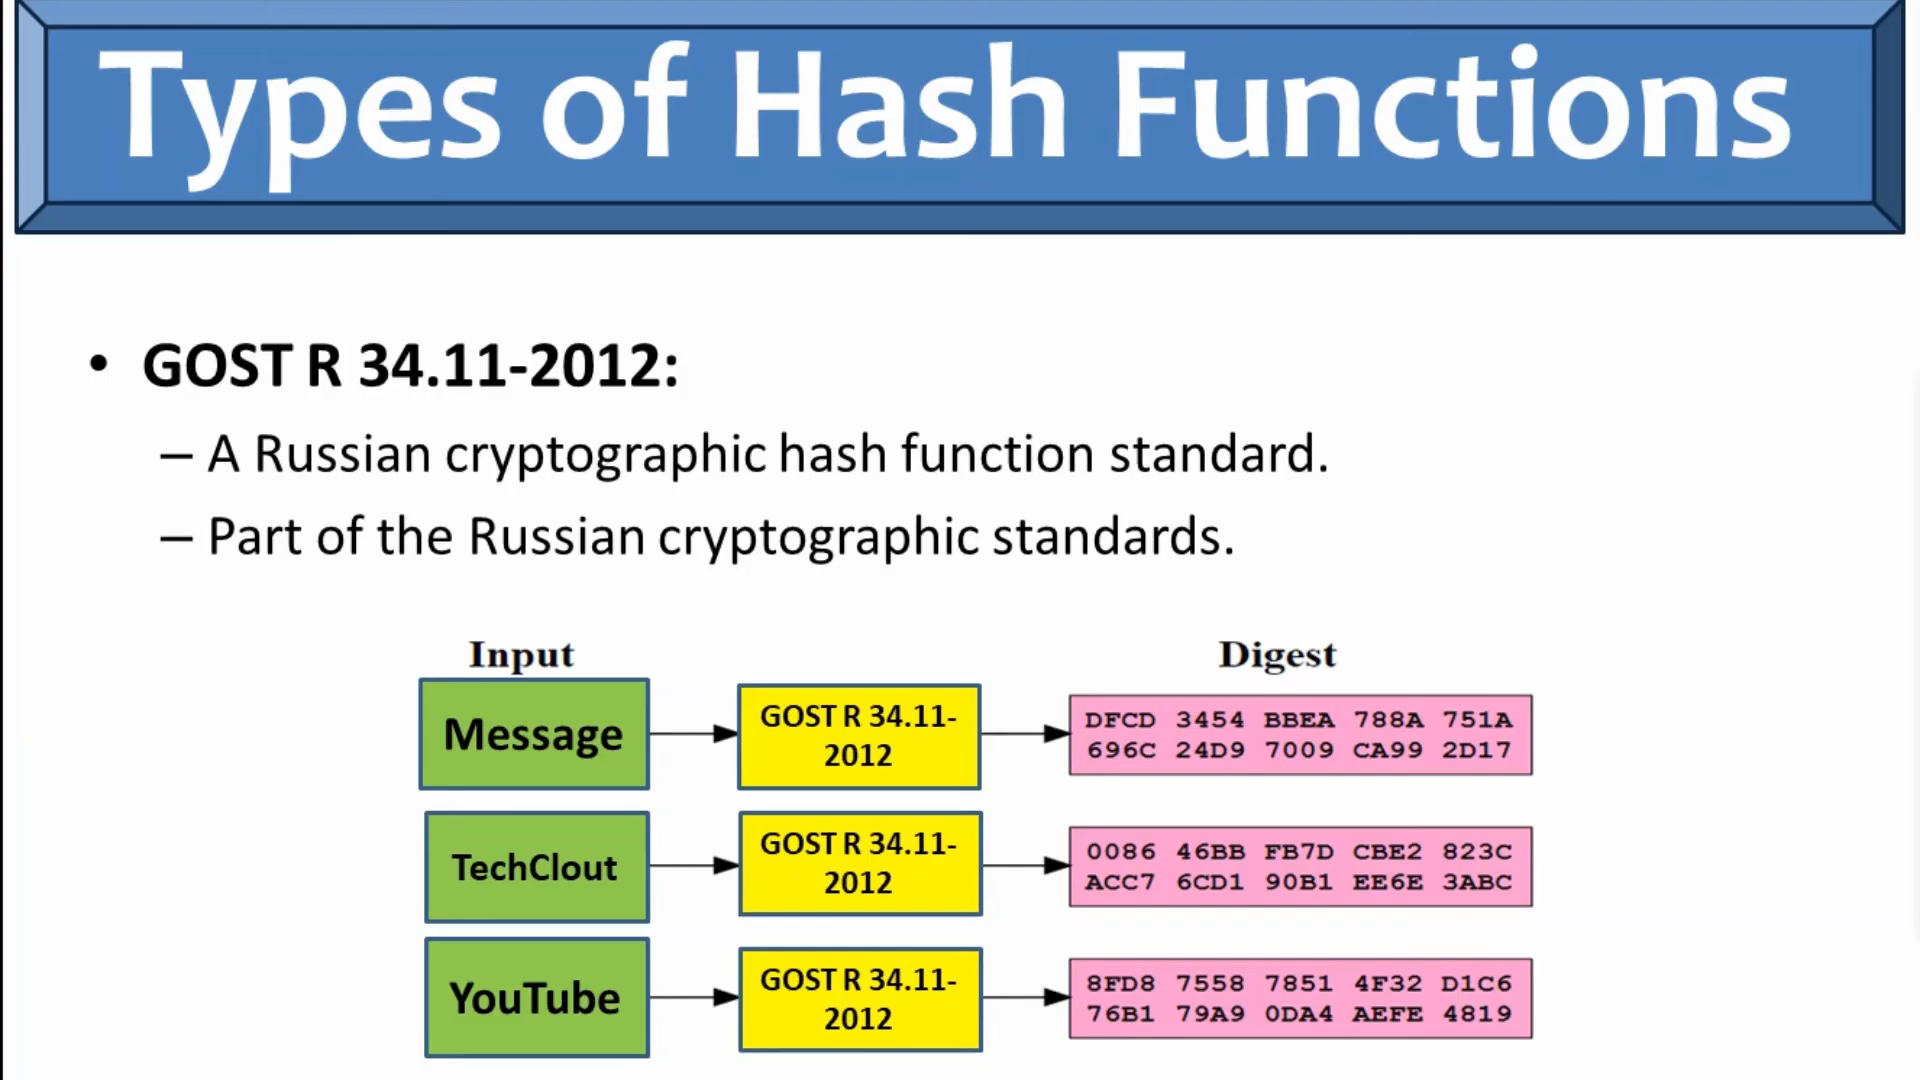 Types of Hash Functions
• GOST R 34.11-2012:
– A Russian cryptographic hash function standard.
– Part of the Russian cryptographic standards.
Input
Digest
Message
GOST R 34.11-
2012
DFCD 3454 BBEA 788A 751A
696C 24D9 7009 CA99 2D17
TechClout
GOST R 34.11-
2012
0086 46BB FB7D CBE2 823C
ACC7 6CD1 90B1 EE6E 3ABC
YouTube
GOST R 34.11-
2012
8FD8 7558 7851 4F32 D1C6
76B1 79A9 0DA4 AEFE 4819